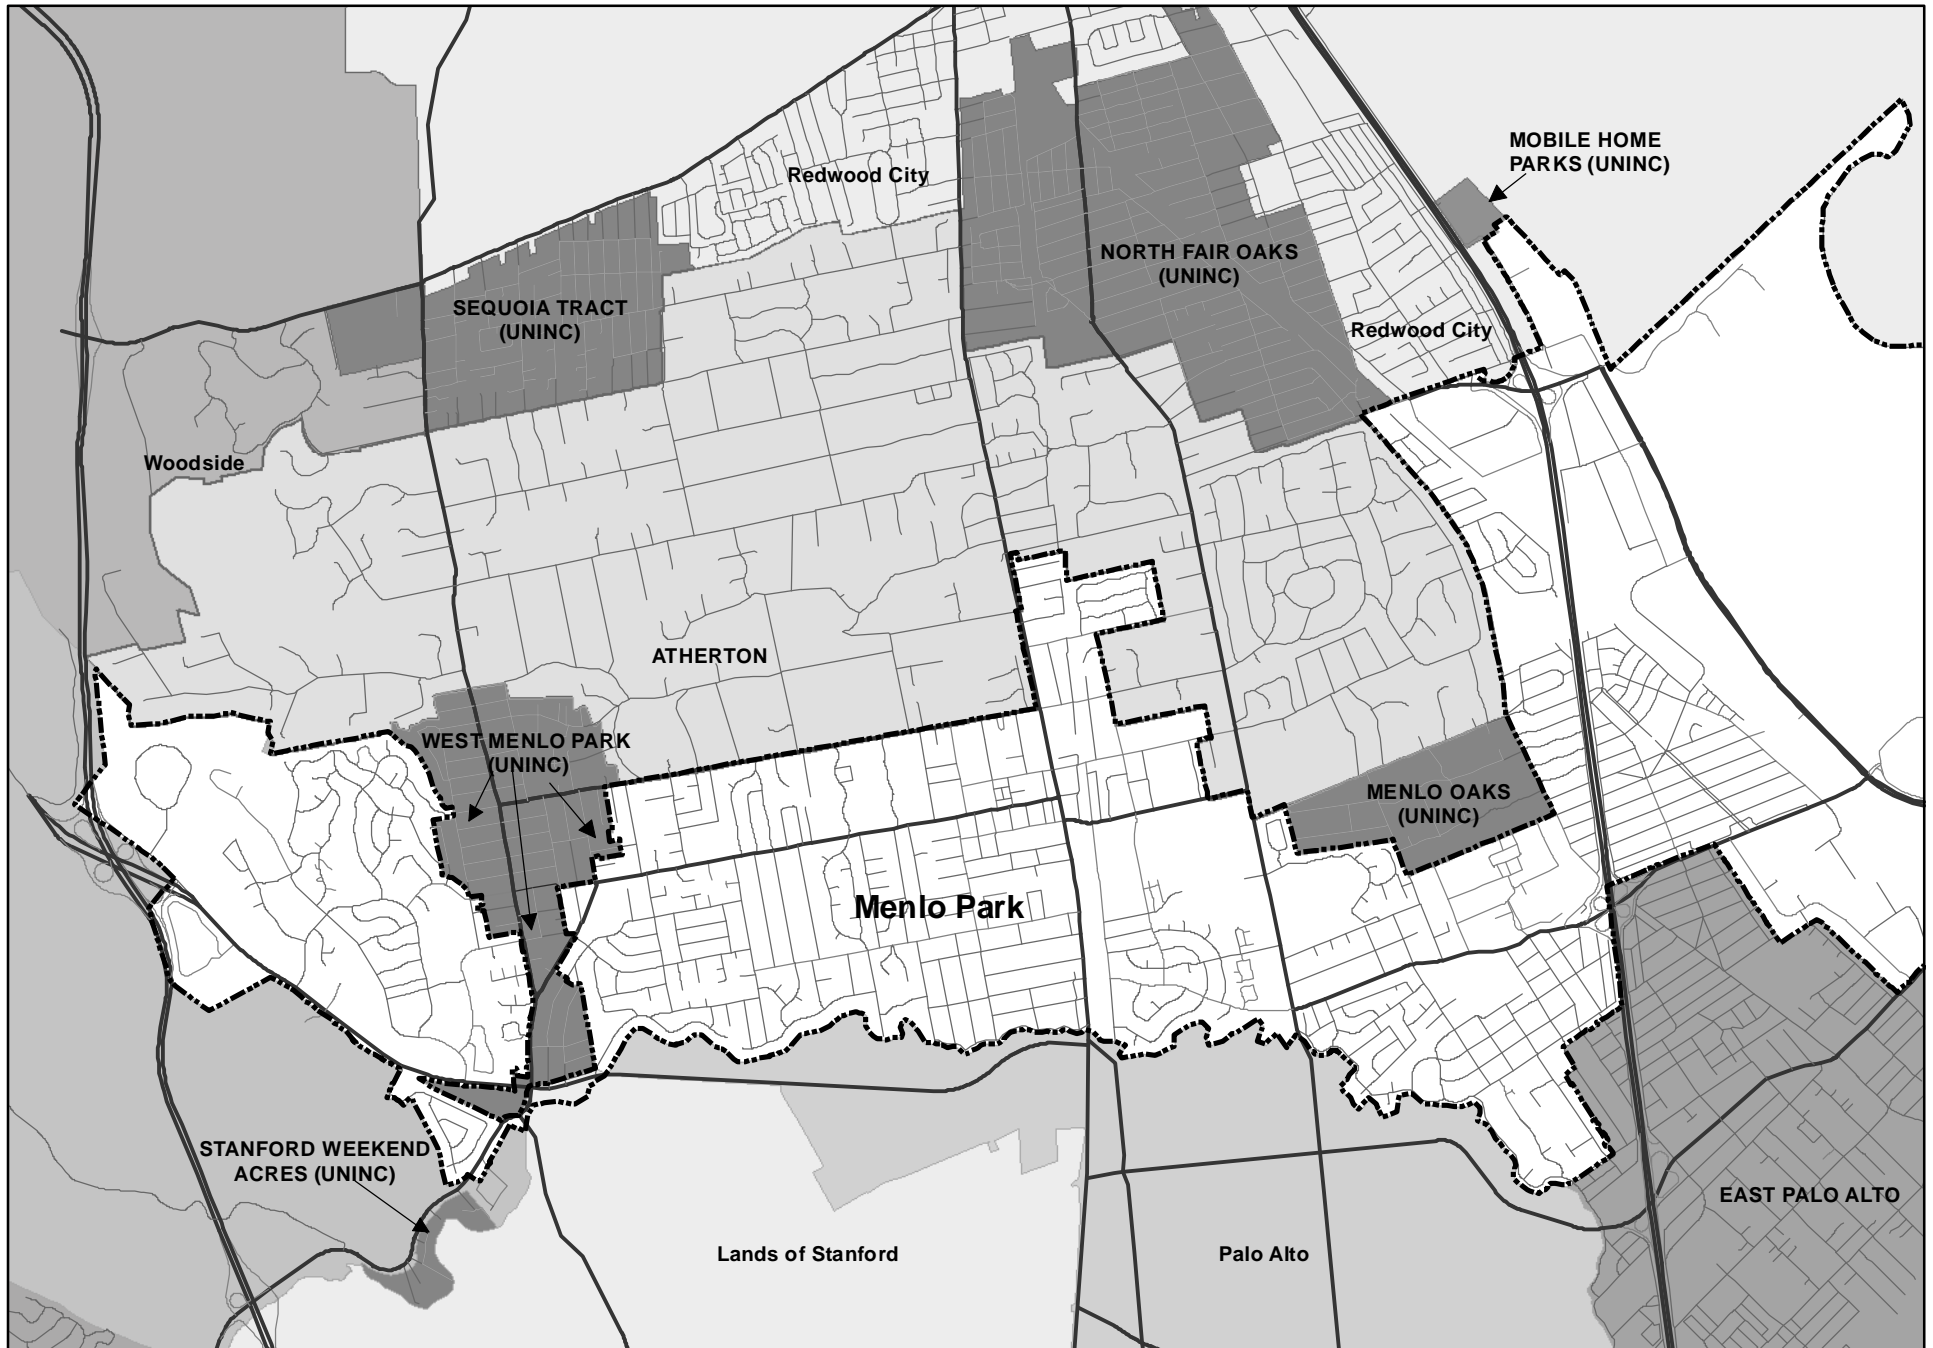 MOBILE HOME
PARKS (UNINC)
Redwood City
NORTH FAIR OAKS
(UNINC)
SEQUOIA TRACT
(UNINC)
Redwood City
Woodside
ATHERTON
WEST MENLO PARK
(UNINC)
MENLO OAKS
(UNINC)
Menlo Park
STANFORD WEEKEND
ACRES (UNINC)
EAST PALO ALTO
Lands of Stanford
Palo Alto